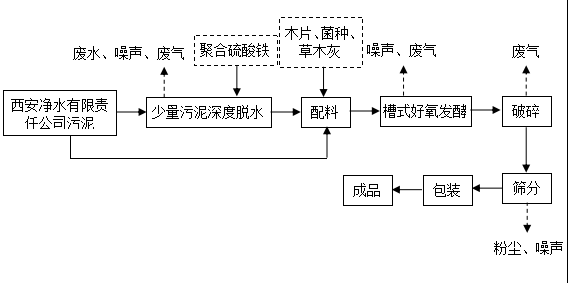 木片、菌种、
草木灰
废水、噪声、废气
聚合硫酸铁
噪声、废气
废气
西安净水有限责
任公司污泥
少量污泥深度脱水
配料
槽式好氧发酵
破碎
成品
包装
筛分
粉尘、噪声